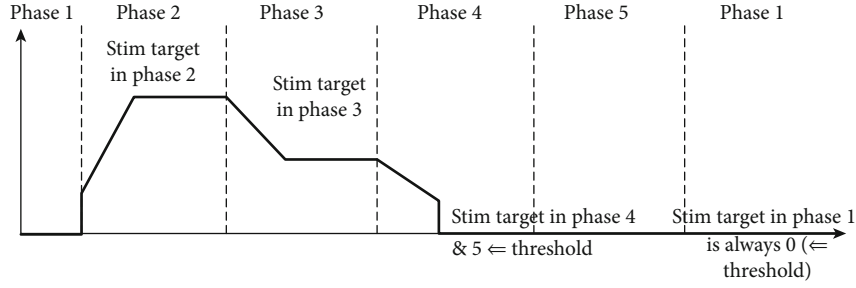 Phase 1
Phase 2
Phase 3
Phase 4
Phase 5
Phase 1
Stim target
in phase 2
Stim target
in phase 3
Stim target in phase 4
& 5 ⇐ threshold
Stim target in phase 1
is always 0 (⇐
threshold)